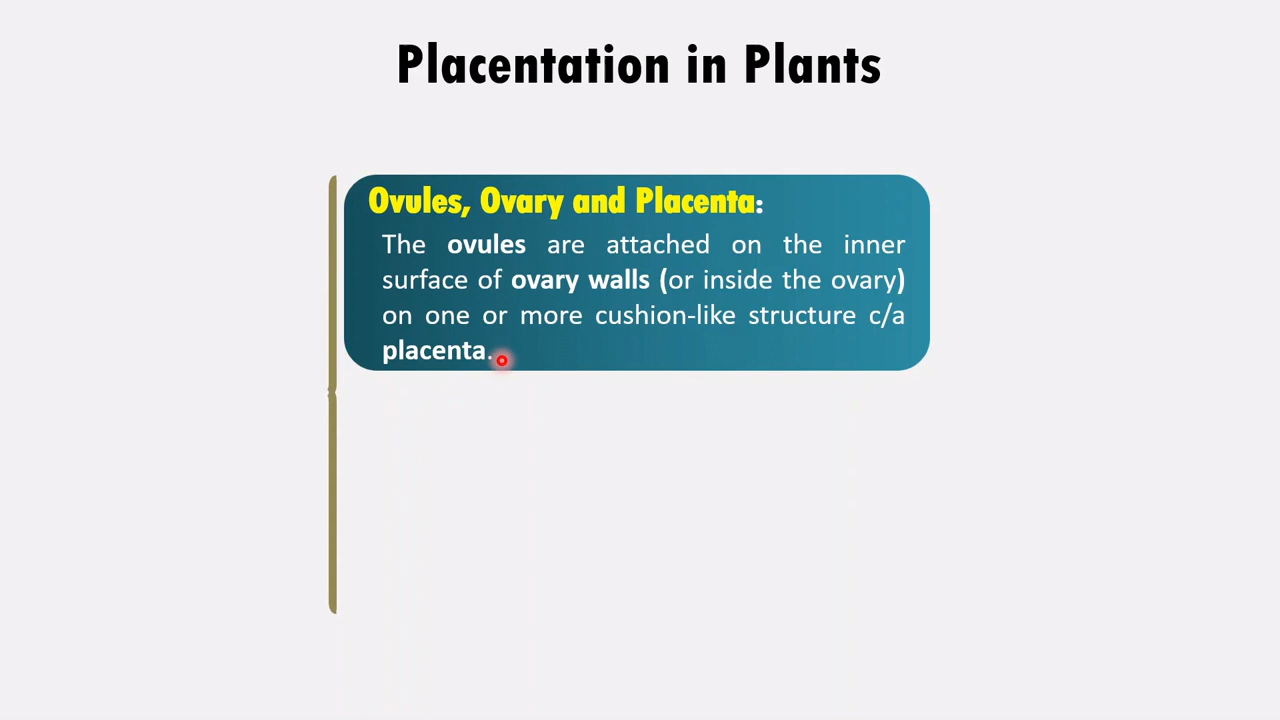 Placentation in Plants
Ovules, Ovary and Placenta:
The ovules are attached on the inner
surface of ovary walls (or inside the ovary)
on one or more cushion-like structure c/a
placenta.